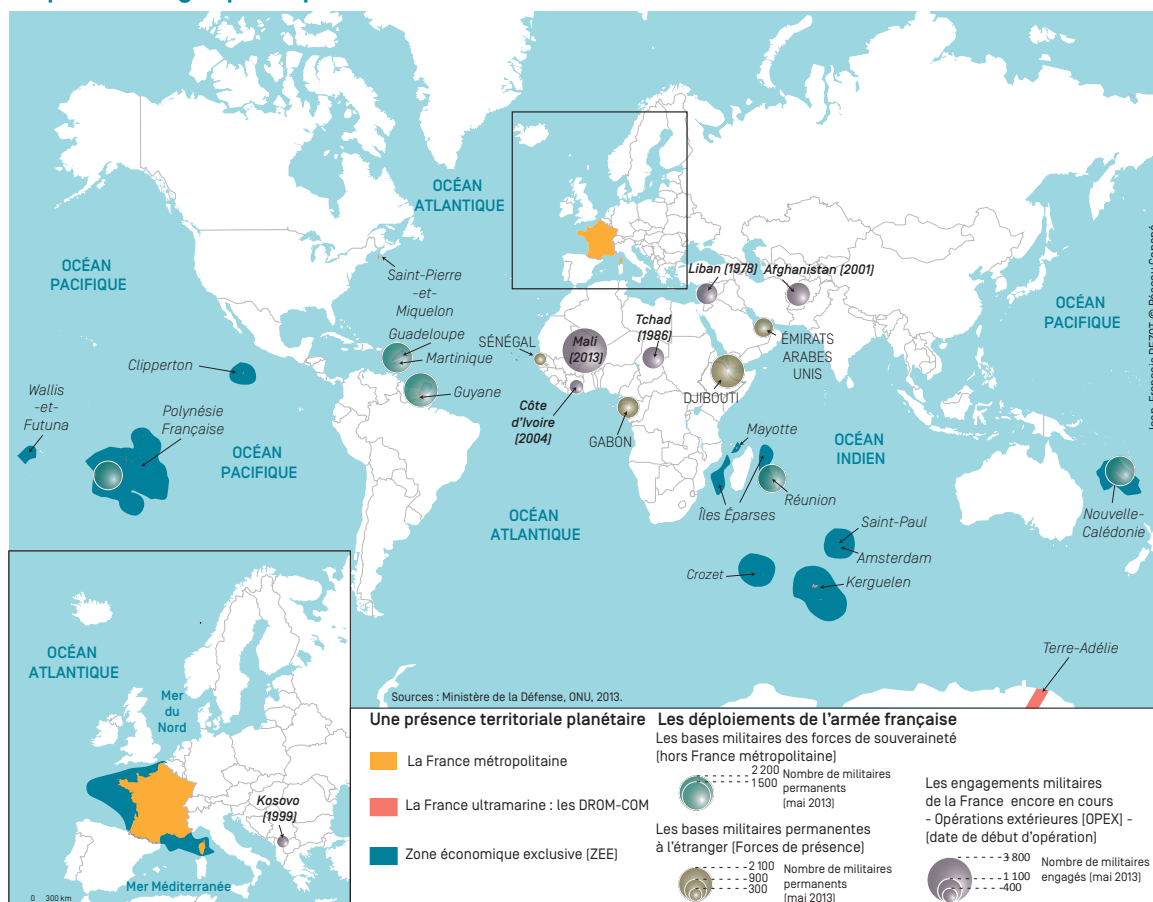 OCÉAN
ATLANTIQUE
OCÉAN
PACIFIQUE
Saint-Pierre
-et-
Miquelon
Guadeloupe
Martinique
Guyane
Clipperton
Wallis
-et-
Futuna
Polynésie
Française
OCÉAN
PACIFIQUE
Liban (1978)
Afghanistan (2001)
Tchad
(1986)
Mali
(2013)
SÉNÉGAL
Côte
d'Ivoire
(2004)
GABON
DJIBOUTI
ÉMIRATS
ARABES
UNIS
OCÉAN
PACIFIQUE
Mayotte
OCÉAN
INDIEN
Îles Éparses
Réunion
OCÉAN
ATLANTIQUE
Nouvelle-
Calédonie
Saint-Paul
Amsterdam
Crozet
Kerguelen
Terre-Adélie
Sources : Ministère de la Défense, ONU, 2013.
OCÉAN
ATLANTIQUE
Mer
du
Nord
Kosovo
(1999)
Mer Méditerranée
0 300 km
Une présence territoriale planétaire
La France métropolitaine
La France ultramarine : les DROM-COM
Zone économique exclusive (ZEE)
Les déploiements de l'armée française
Les bases militaires des forces de souveraineté
(hors France métropolitaine)
2 200
1 500
Nombre de militaires
permanents
(mai 2013)
Les bases militaires permanentes
à l'étranger (Forces de présence)
2 100
900
300
Nombre de militaires
permanents
(mai 2013)
Les engagements militaires
de la France encore en cours
- Opérations extérieures (OPEX) -
(date de début d'opération)
3 800
1 100
400
Nombre de militaires
engagés (mai 2013)